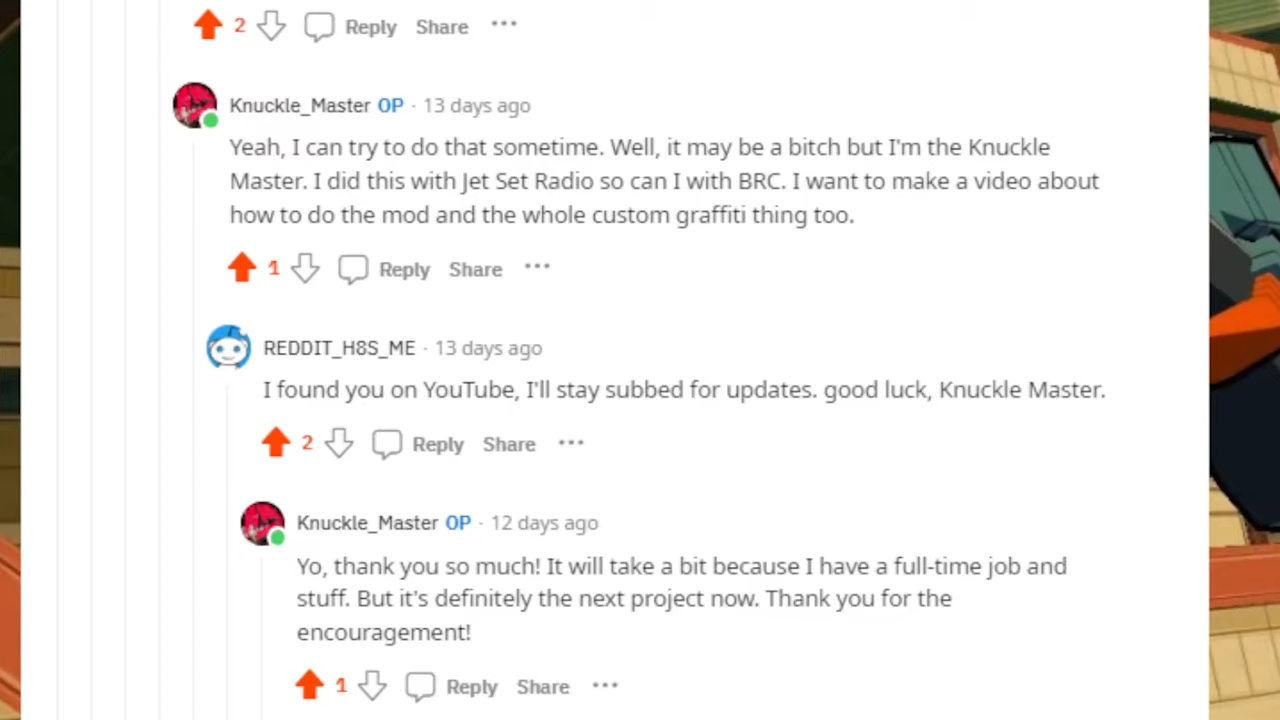 2 Reply Share ...
Knuckle_Master OP · 13 days ago
Yeah, I can try to do that sometime. Well, it may be a bitch but I'm the Knuckle
Master. I did this with Jet Set Radio so can I with BRC. I want to make a video about
how to do the mod and the whole custom graffiti thing too.
1 Reply Share ...
REDDIT_H8S_ME · 13 days ago
I found you on YouTube, I'll stay subbed for updates. good luck, Knuckle Master.
2 Reply Share ...
Knuckle_Master OP · 12 days ago
Yo, thank you so much! It will take a bit because I have a full-time job and
stuff. But it's definitely the next project now. Thank you for the
encouragement!
1 Reply Share ...